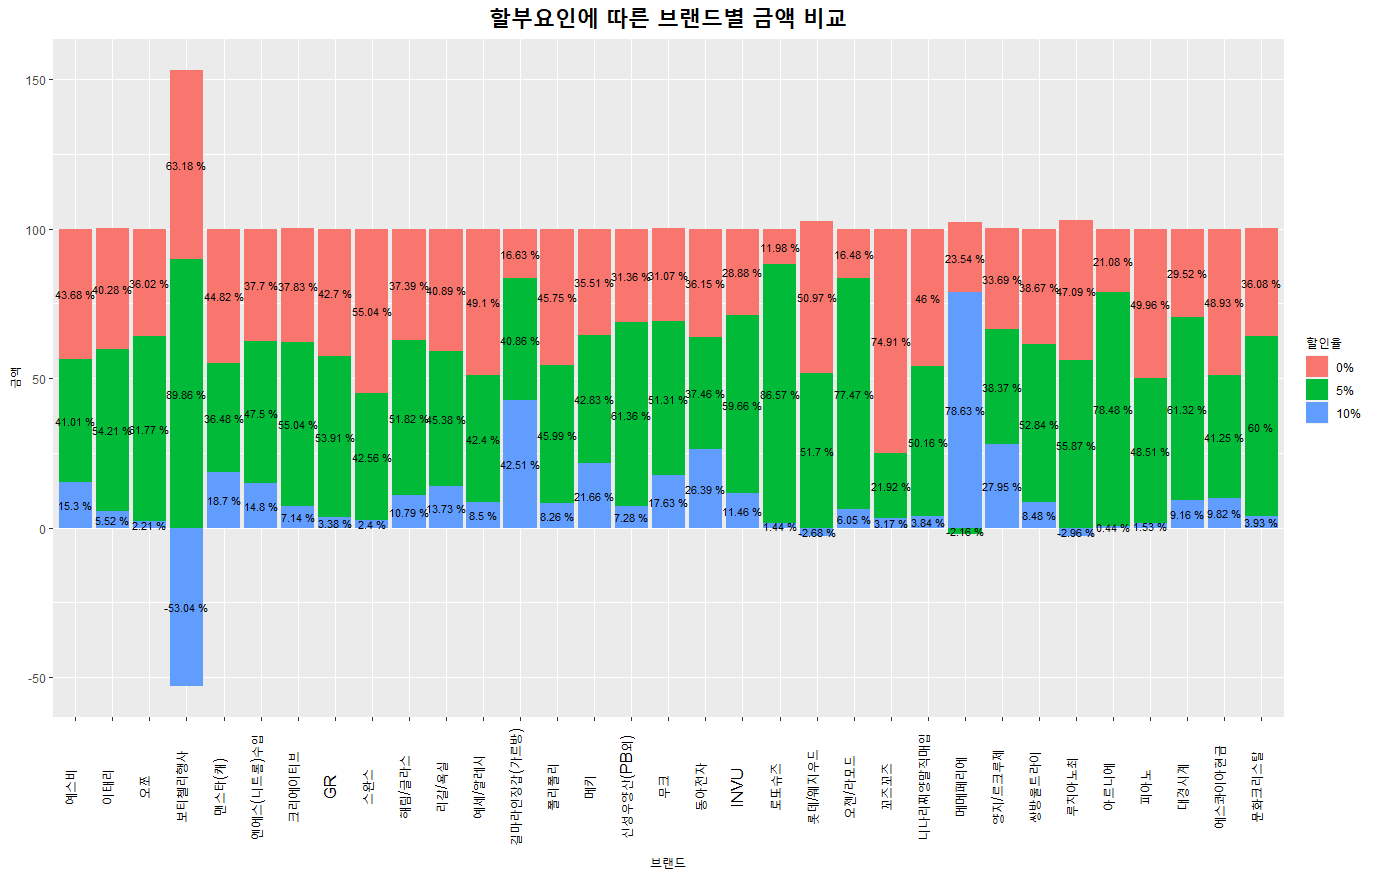 할부요인에 따른 브랜드별 금액 비교
금액
150
100
50
0
-50
43.68 %
41.01 %
15.3 %
40.28 %
54.21 %
5.52 %
36.02 %
61.77 %
2.21 %
63.18 %
89.86 %
-53.04 %
44.82 %
36.48 %
18.7 %
37.7 %
47.5 %
14.8 %
37.83 %
55.04 %
7.14 %
42.7 %
53.91 %
3.38 %
55.04 %
42.56 %
2.4 %
37.39 %
51.82 %
10.79 %
40.89 %
45.38 %
13.73 %
49.1 %
42.4 %
8.5 %
16.63 %
40.86 %
42.51 %
45.75 %
45.99 %
8.26 %
35.51 %
42.83 %
21.66 %
31.36 %
61.36 %
7.28 %
31.07 %
51.31 %
17.63 %
36.15 %
37.46 %
26.39 %
28.88 %
59.66 %
11.46 %
11.98 %
86.57 %
1.44 %
50.97 %
51.7 %
-2.68 %
16.48 %
77.47 %
6.05 %
74.91 %
21.92 %
3.17 %
46 %
50.16 %
3.84 %
23.54 %
78.63 %
-2.16 %
33.69 %
38.37 %
27.95 %
38.67 %
52.84 %
8.48 %
47.09 %
55.87 %
-2.96 %
21.08 %
78.48 %
0.44 %
49.96 %
48.51 %
1.53 %
29.52 %
61.32 %
9.16 %
48.93 %
41.25 %
9.82 %
36.08 %
60 %
3.93 %
에스비
이태리
오쪼
보티첼리행사
맨스타(캐)
엔에스(니트롬)수입
크리에이티브
GR
스완스
해림/글라스
리갈/욕실
예세/알레시
길마라인장갑(가르방)
폴리폴리
매카
신성우양산(PB외)
무크
동아전자
INVU
로또슈즈
롯데/웨지우드
오젠/라모드
꼬즈꼬즈
니나리찌양말직매입
메메페리에
양지/르크루제
쌍방울트라이
루치아노최
아르니에
피아노
대경시계
에스콰이아현금
문화크리스탈
브랜드
할인율
0%
5%
10%